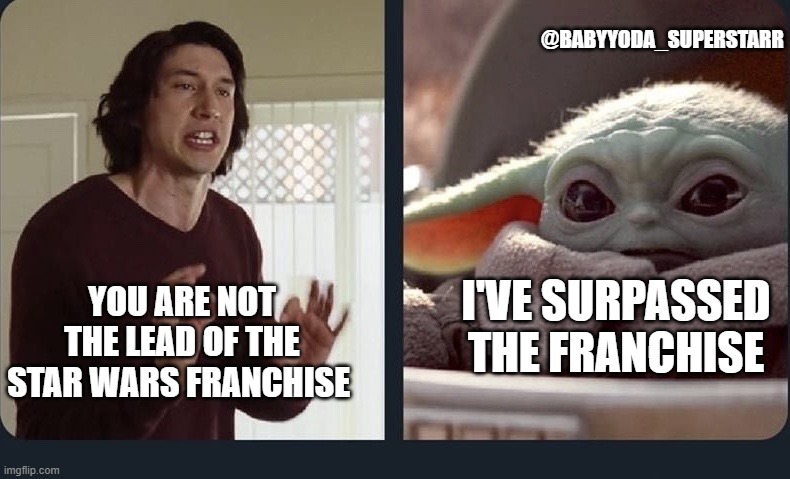 @BABYYODA_SUPERSTARR
YOU ARE NOT
THE LEAD OF THE
STAR WARS FRANCHISE
I'VE SURPASSED
THE FRANCHISE
imgflip.com